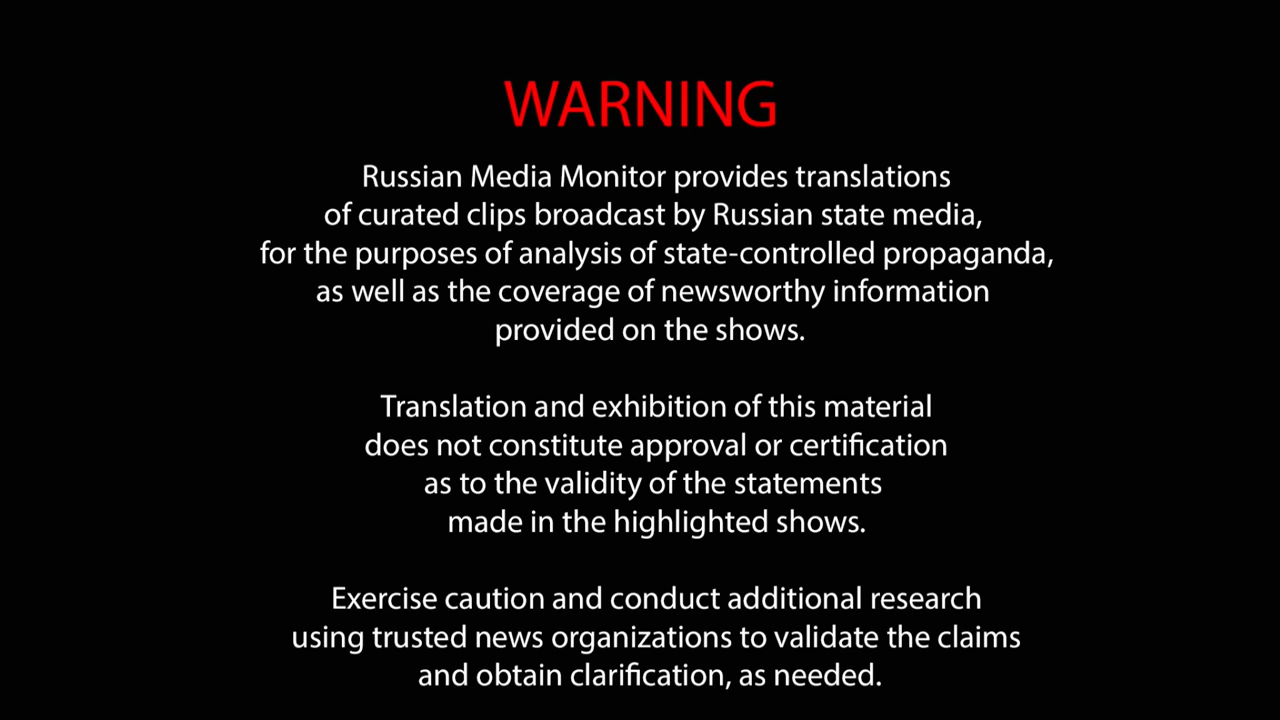 WARNING
Russian Media Monitor provides translations
of curated clips broadcast by Russian state media,
for the purposes of analysis of state-controlled propaganda,
as well as the coverage of newsworthy information
provided on the shows.
Translation and exhibition of this material
does not constitute approval or certification
as to the validity of the statements
made in the highlighted shows.
Exercise caution and conduct additional research
using trusted news organizations to validate the claims
and obtain clarification, as needed.